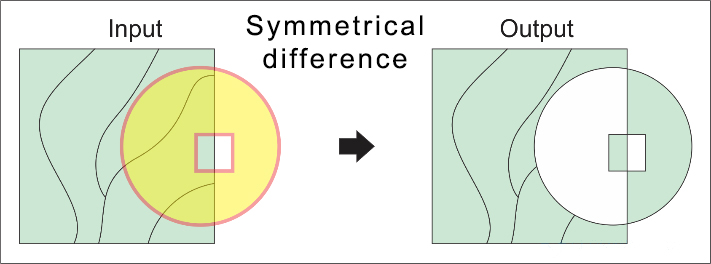 Input
Symmetrical
difference
Output